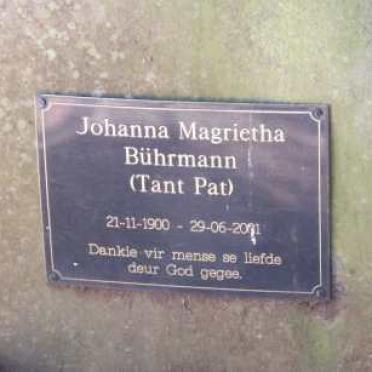 Johanna Magrietha
Bührmann
(Tant Pat)
21-11-1900 - 29-06-2001
Dankie vir mense se liefde
deur God gegee.